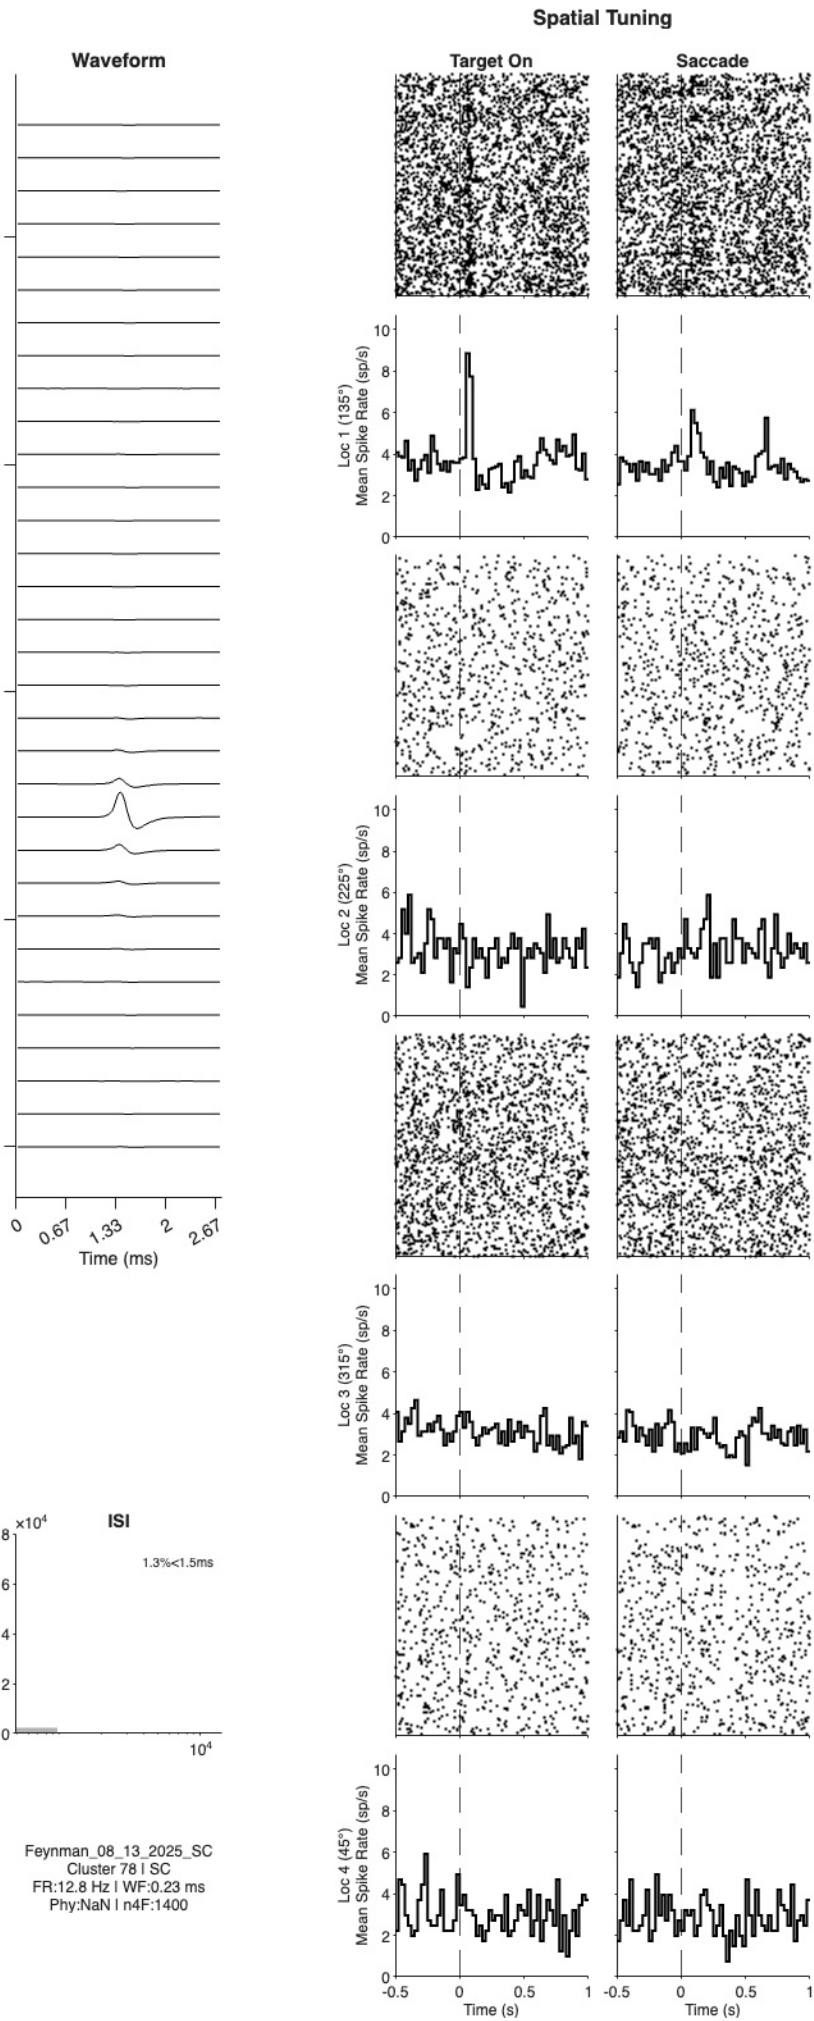 Spatial Tuning
Waveform
Target On
Saccade
10
8
6
4
2
0
Loc 1 (135°)
Mean Spike Rate (sp/s)
10
8
6
4
2
0
Loc 2 (225°)
Mean Spike Rate (sp/s)
0
0.67
1.33
2
2.67
Time (ms)
10
8
6
4
2
0
Loc 3 (315°)
Mean Spike Rate (sp/s)
×10⁴
ISI
8
6
4
2
0
1.3%<1.5ms
10⁴
Feynman_08_13_2025_SC
Cluster 78 | SC
FR:12.8 Hz | WF:0.23 ms
Phy:NaN | n4F:1400
10
8
6
4
2
0
Loc 4 (45°)
Mean Spike Rate (sp/s)
-0.5 0 0.5 1
Time (s)
-0.5 0 0.5 1
Time (s)